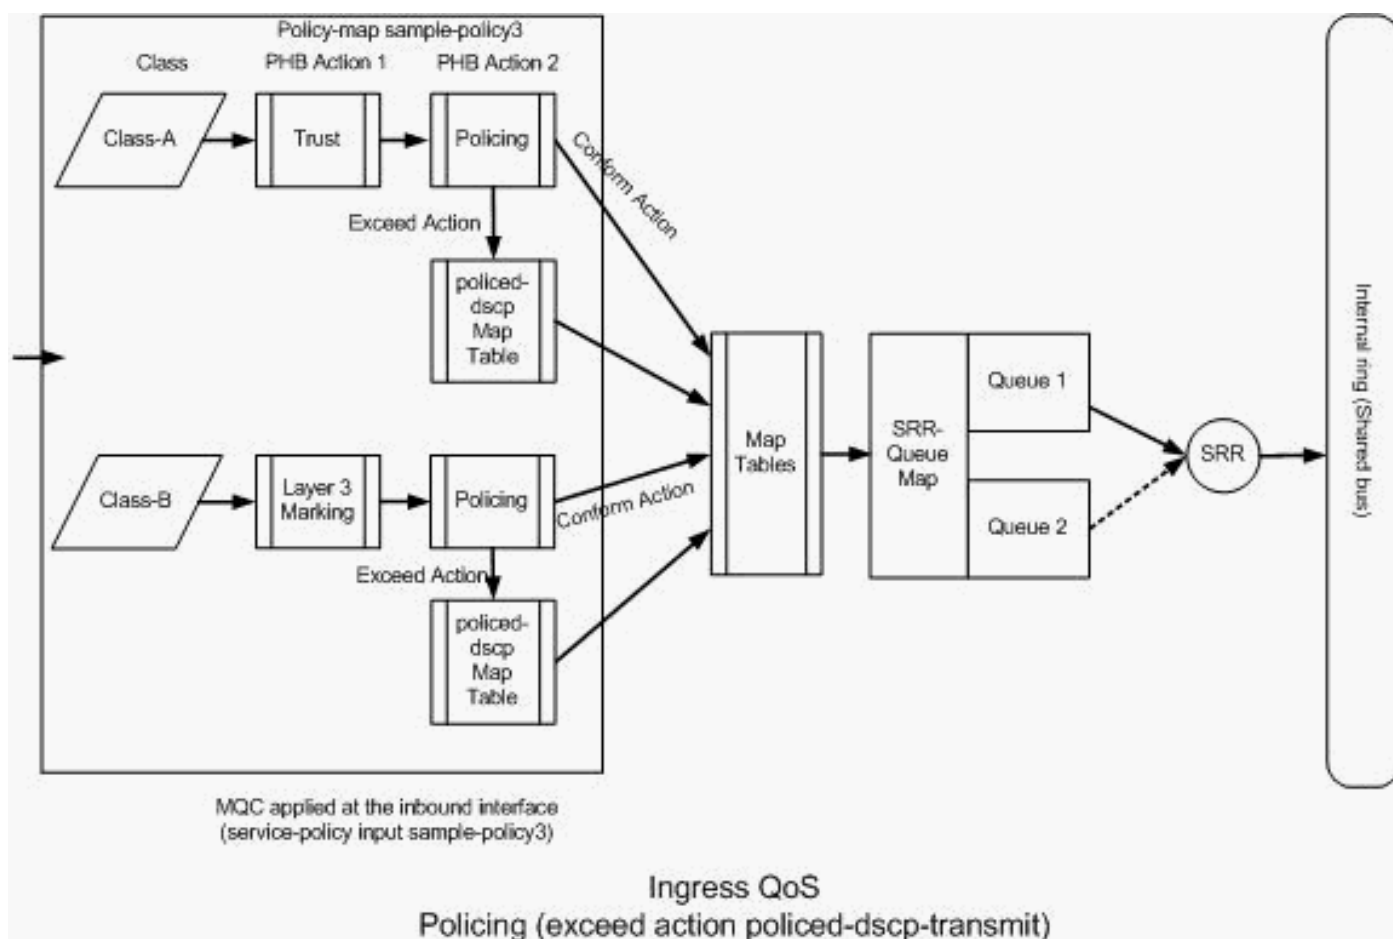 Policy-map sample-policy3
Class PHB Action 1 PHB Action 2
Class-A
Trust
Policing
Conform Action
Exceed Action
policed-
dscp
Map
Table
Class-B
Layer 3
Marking
Policing
Conform Action
Exceed Action
policed-
dscp
Map
Table
Map
Tables
SRR-
Queue
Map
Queue 1
Queue 2
SRR
Internal ring (Shared bus)
MQC applied at the inbound interface
(service-policy input sample-policy3)
Ingress QoS
Policing (exceed action policed-dscp-transmit)